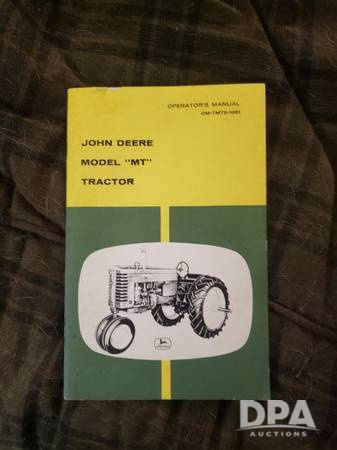 OPERATOR'S MANUAL
OM-TMT2-1051
JOHN DEERE
MODEL "MT"
TRACTOR
DPA
AUCTIONS